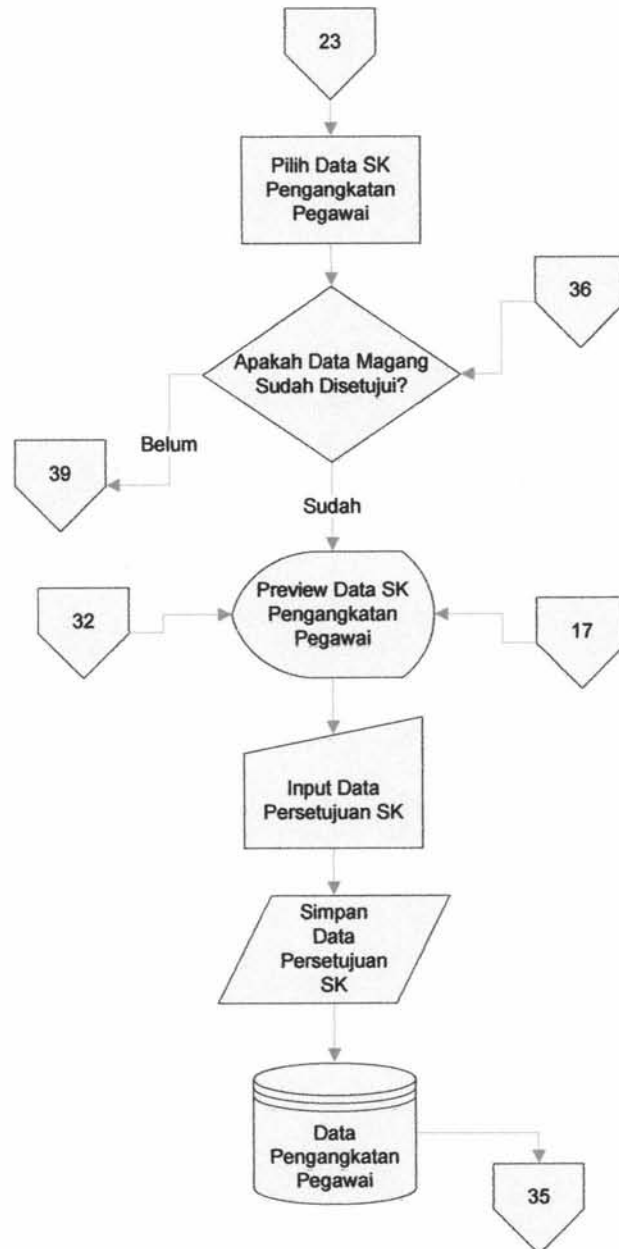 23
Pilih Data SK
Pengangkatan
Pegawai
36
Apakah Data Magang
Sudah Disetujui?
Belum
39
Sudah
Preview Data SK
Pengangkatan
Pegawai
32
17
Input Data
Persetujuan SK
Simpan
Data
Persetujuan
SK
Data
Pengangkatan
Pegawai
35